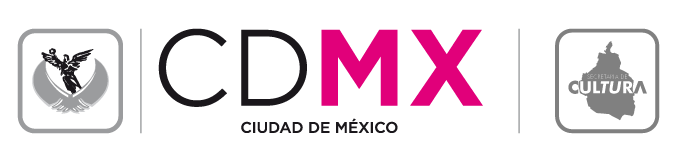 CDMX
CIUDAD DE MÉXICO
SECRETARÍA DE
CULTURA